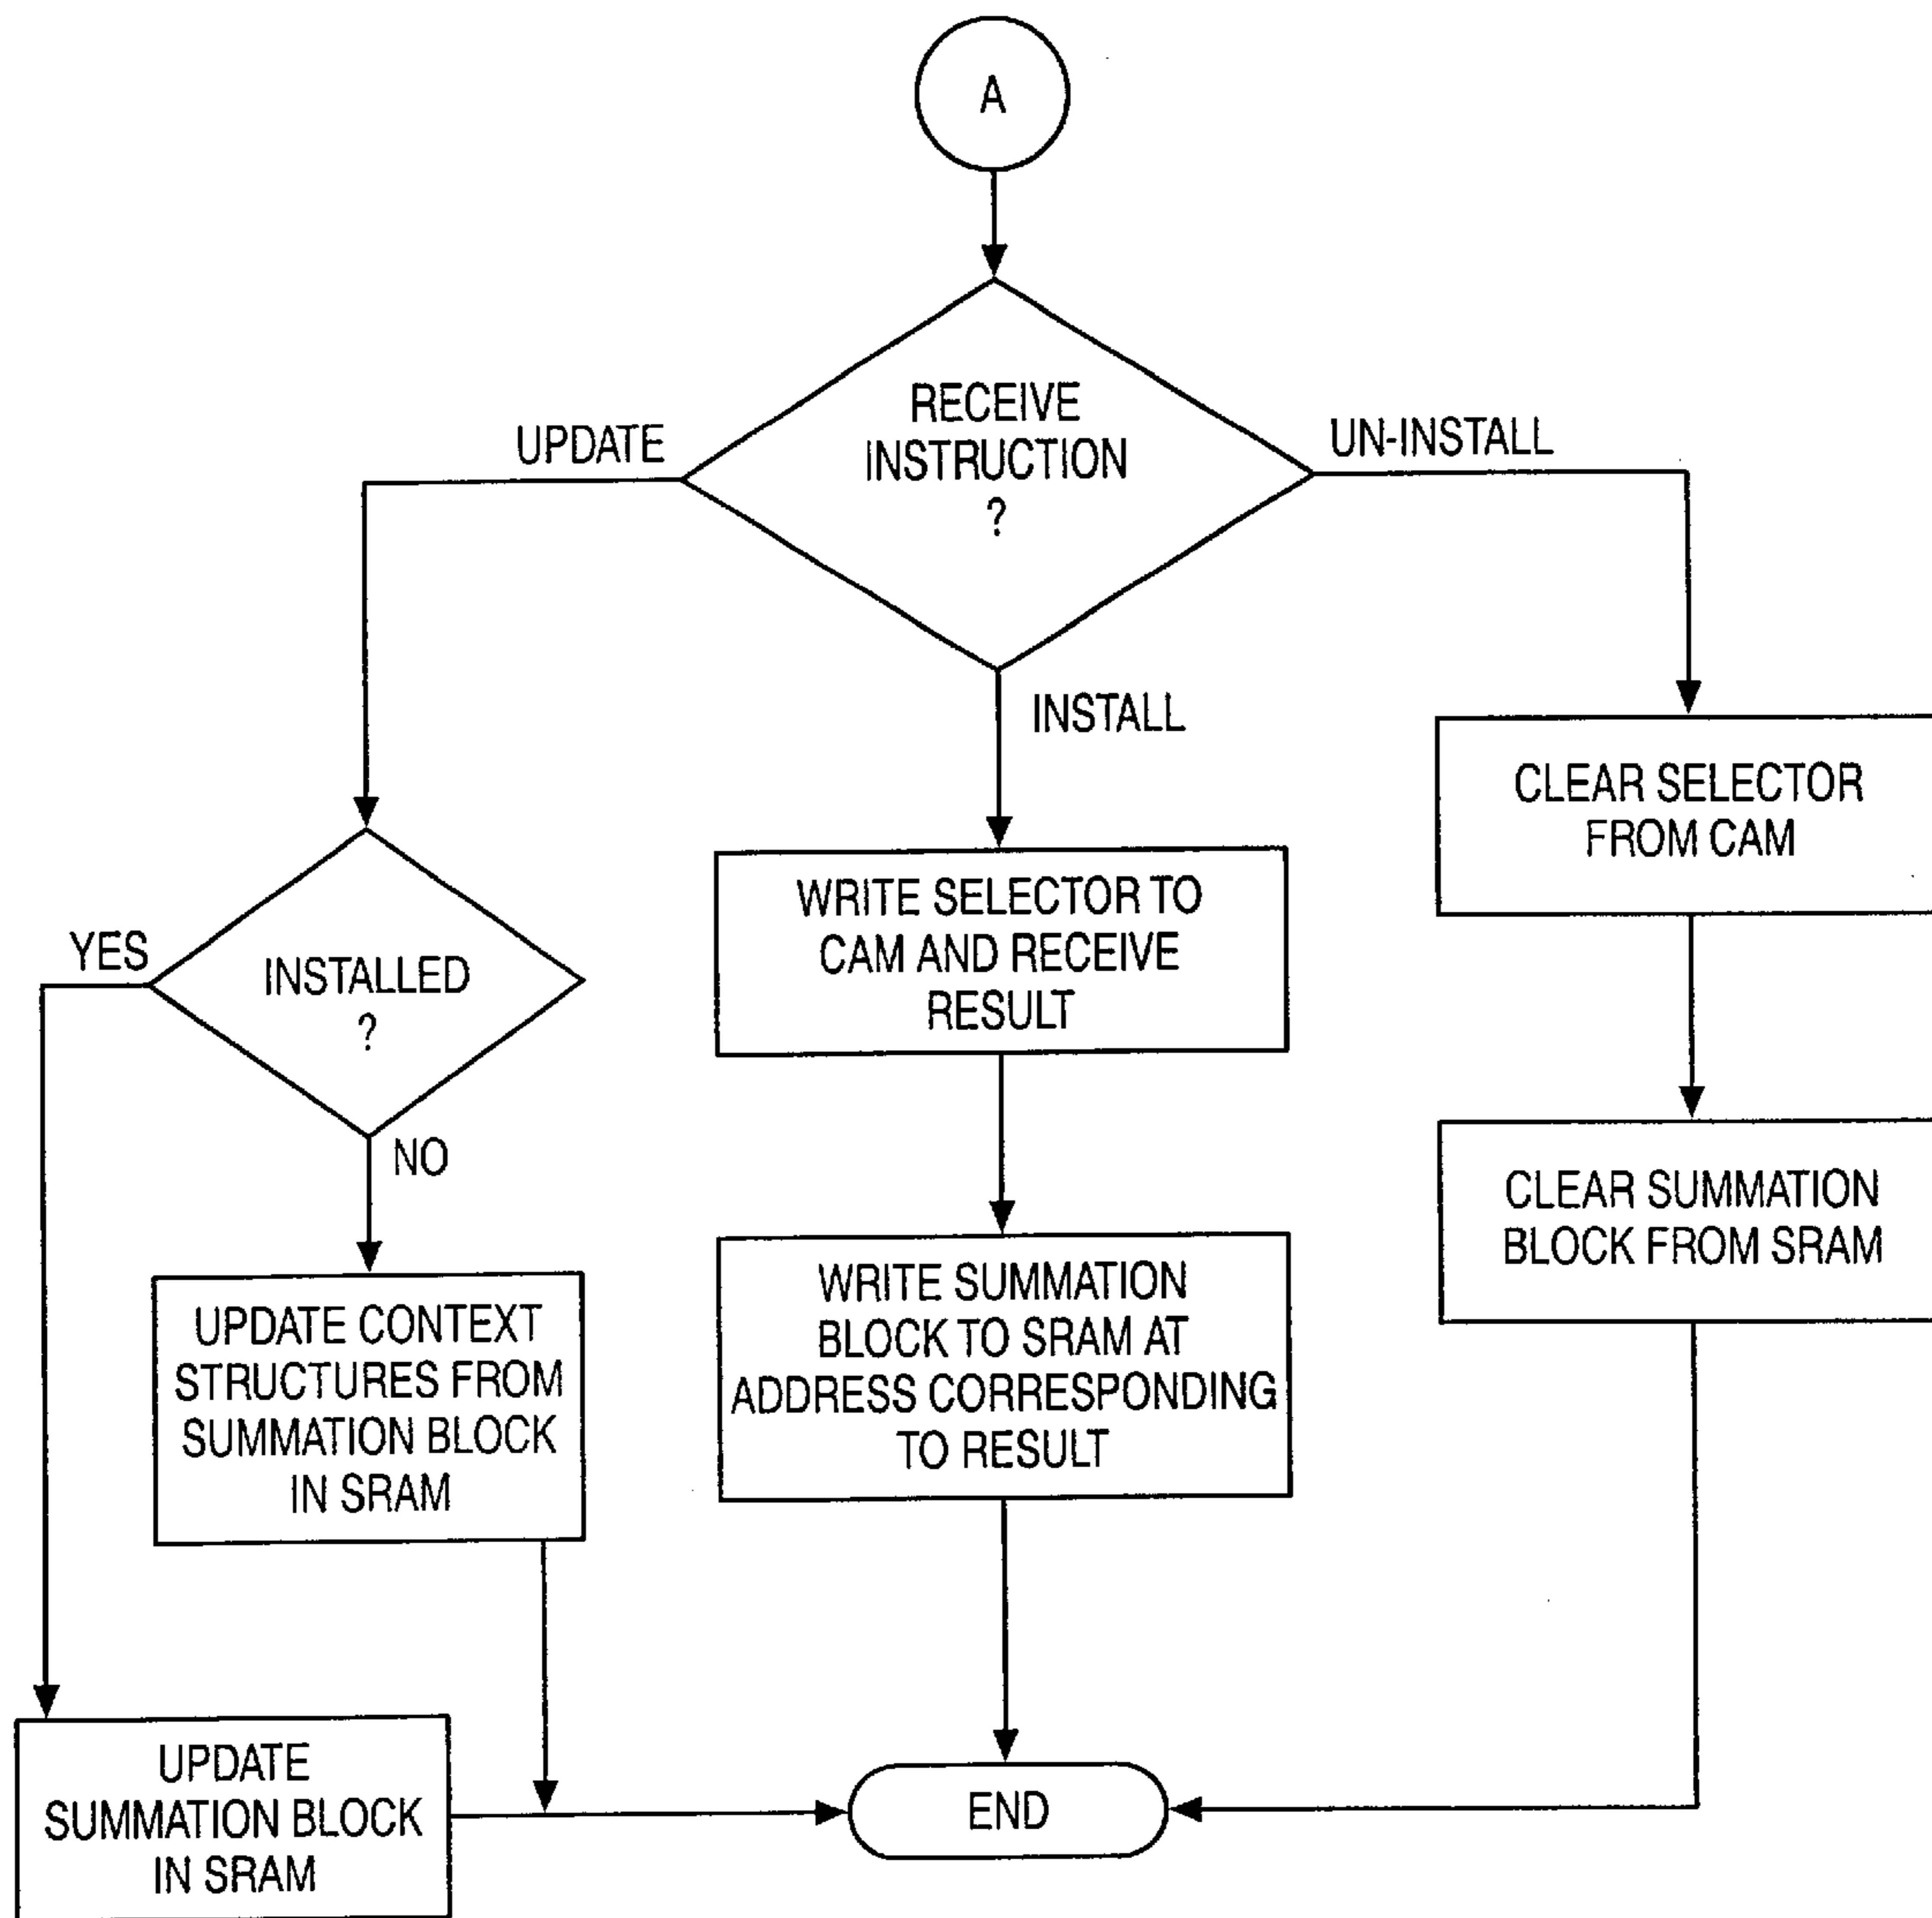 A
RECEIVE
INSTRUCTION
?
UPDATE
UN-INSTALL
INSTALL
CLEAR SELECTOR
FROM CAM
WRITE SELECTOR TO
CAM AND RECEIVE
RESULT
YES
INSTALLED
?
NO
CLEAR SUMMATION
BLOCK FROM SRAM
WRITE SUMMATION
BLOCK TO SRAM AT
ADDRESS CORRESPONDING
TO RESULT
UPDATE CONTEXT
STRUCTURES FROM
SUMMATION BLOCK
IN SRAM
UPDATE
SUMMATION BLOCK
IN SRAM
END